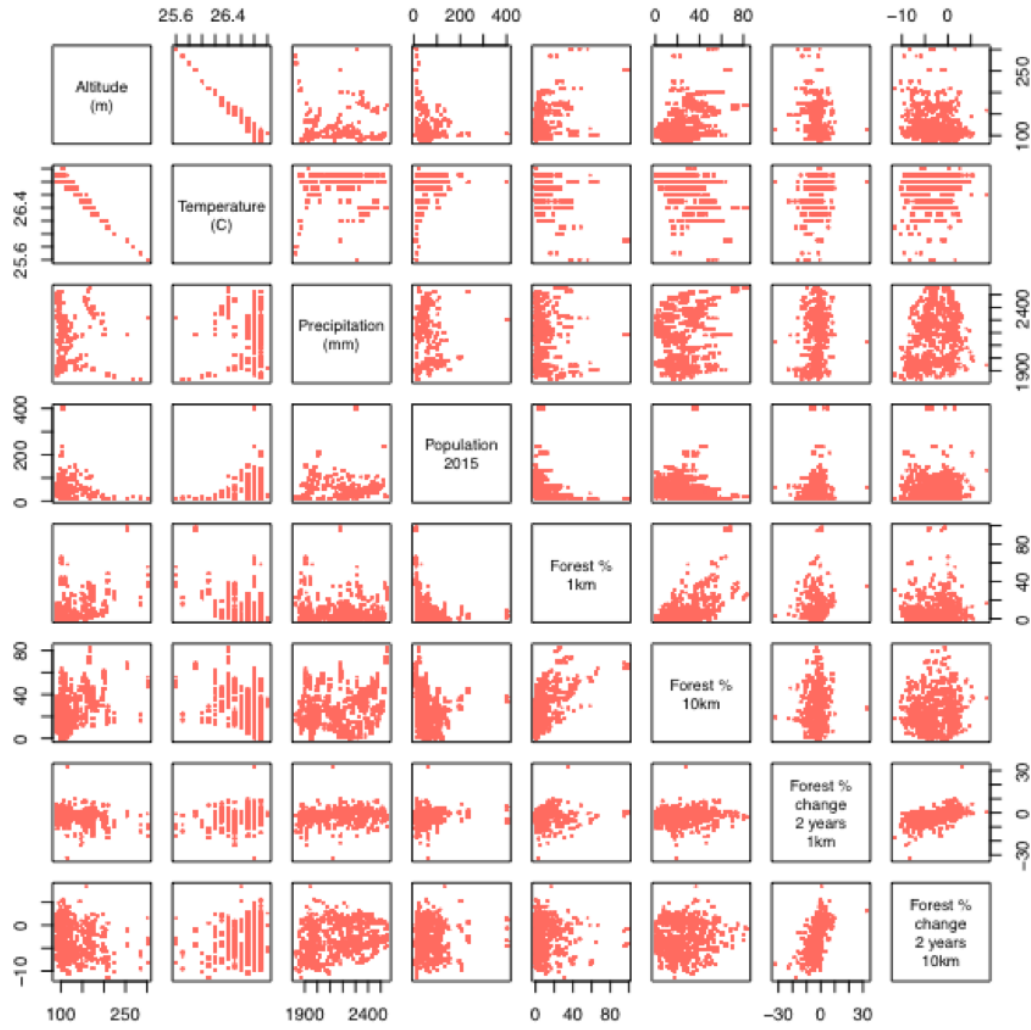 25.6 26.4
0 200 400
0 40 80
−10 0
Altitude
(m)
100 250
25.6 26.4
Temperature
(C)
Precipitation
(mm)
1900 2400
0 200 400
Population
2015
Forest %
1km
0 40 80
0 40 80
Forest %
10km
Forest %
change
2 years
1km
−30 0 30
−10 0
Forest %
change
2 years
10km
100 250
1900 2400
0 40 80
−30 0 30